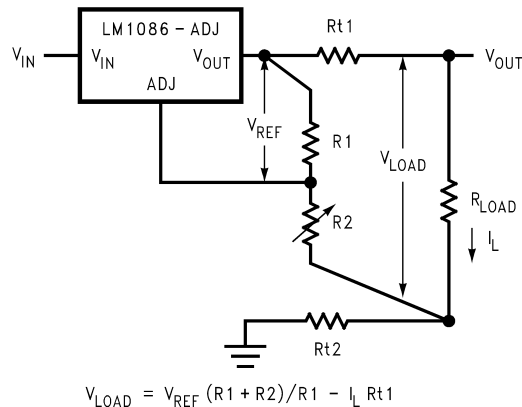 LM1086-ADJ
Rt1
V_IN
V_IN
V_OUT
V_OUT
ADJ
V_REF
R1
V_LOAD
R_LOAD
R2
I_L
Rt2
V_LOAD = V_REF (R1 + R2)/R1 - I_L Rt1